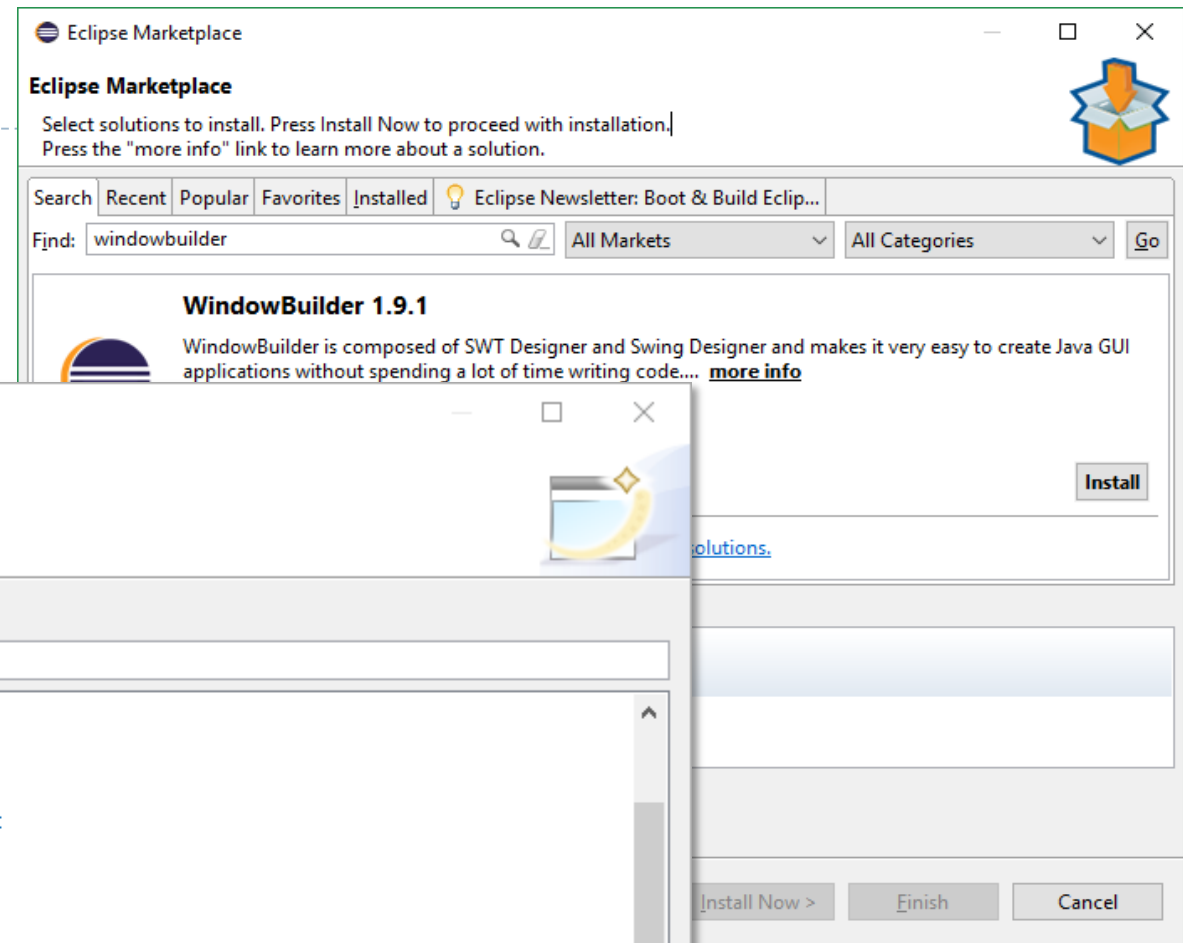 Eclipse Marketplace
Eclipse Marketplace
Select solutions to install. Press Install Now to proceed with installation.
Press the "more info" link to learn more about a solution.
Search Recent Popular Favorites Installed Eclipse Newsletter: Boot & Build Eclip...
Find: windowbuilder All Markets All Categories Go
WindowBuilder 1.9.1
WindowBuilder is composed of SWT Designer and Swing Designer and makes it very easy to create Java GUI
applications without spending a lot of time writing code.... more info
Install
olutions.
Install Now > Finish Cancel